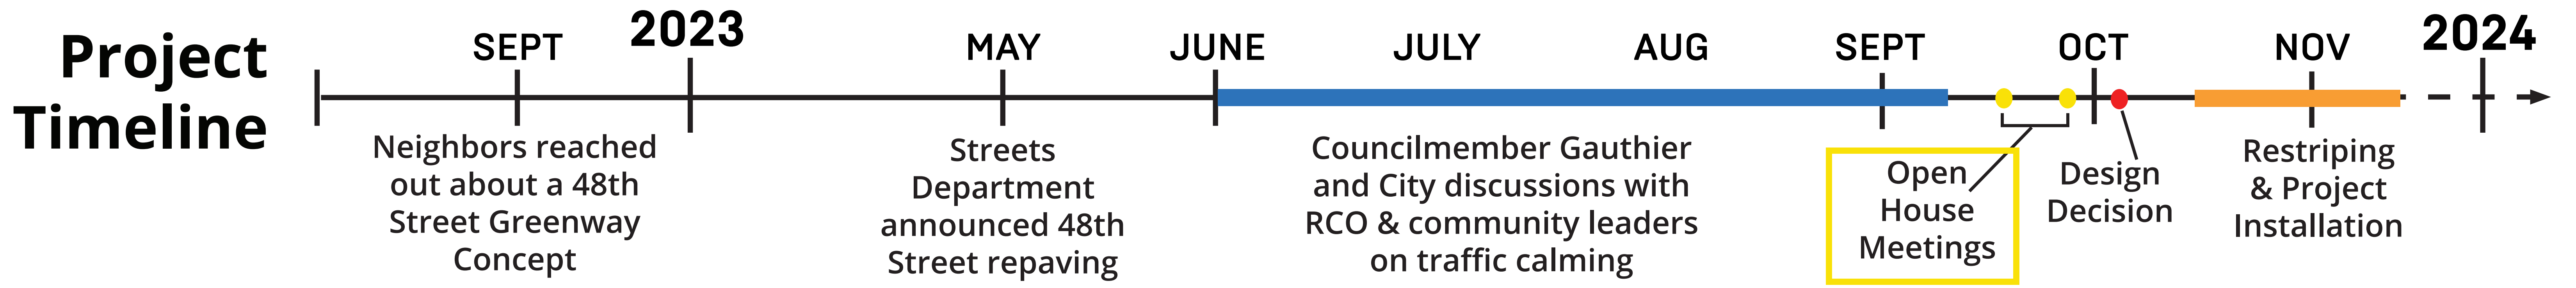 Project
Timeline
SEPT
2023
MAY
JUNE
JULY
AUG
SEPT
OCT
NOV
2024
Neighbors reached
out about a 48th
Street Greenway
Concept
Streets
Department
announced 48th
Street repaving
Councilmember Gauthier
and City discussions with
RCO & community leaders
on traffic calming
Open
House
Meetings
Design
Decision
Restriping
& Project
Installation